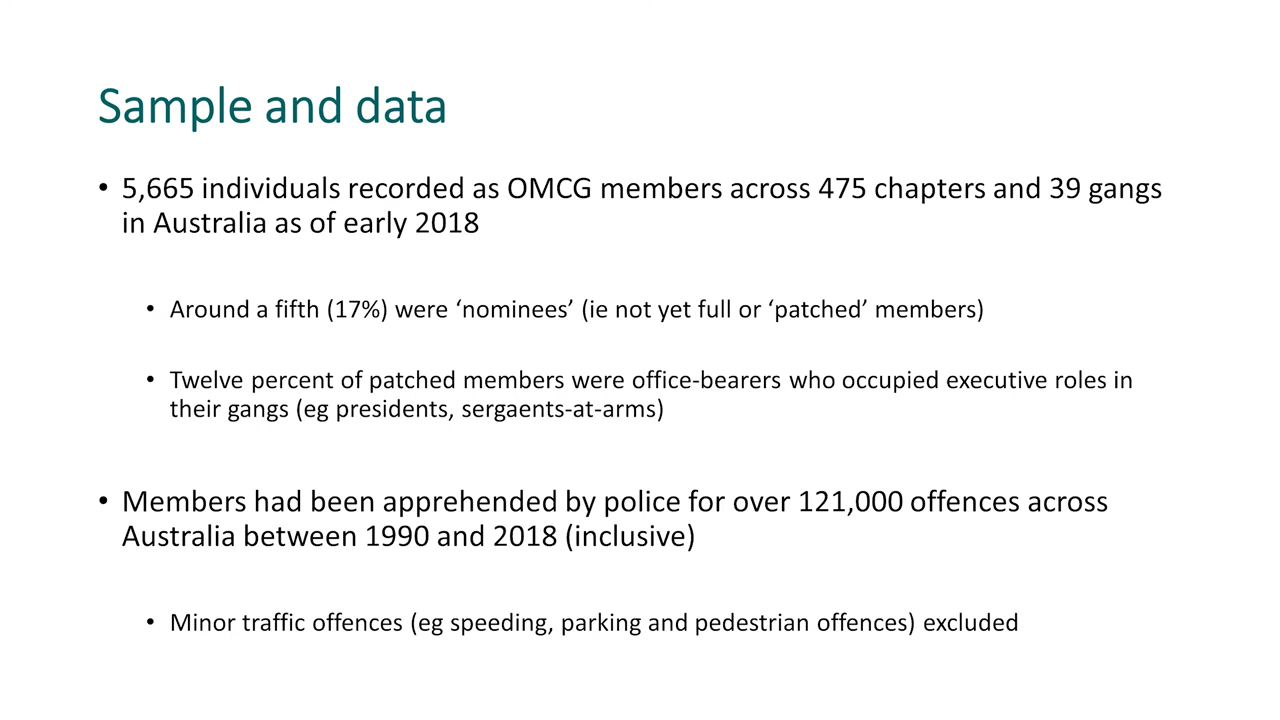 Sample and data
• 5,665 individuals recorded as OMCG members across 475 chapters and 39 gangs
in Australia as of early 2018
• Around a fifth (17%) were ‘nominees’ (ie not yet full or ‘patched’ members)
• Twelve percent of patched members were office-bearers who occupied executive roles in
their gangs (eg presidents, sergaents-at-arms)
• Members had been apprehended by police for over 121,000 offences across
Australia between 1990 and 2018 (inclusive)
• Minor traffic offences (eg speeding, parking and pedestrian offences) excluded